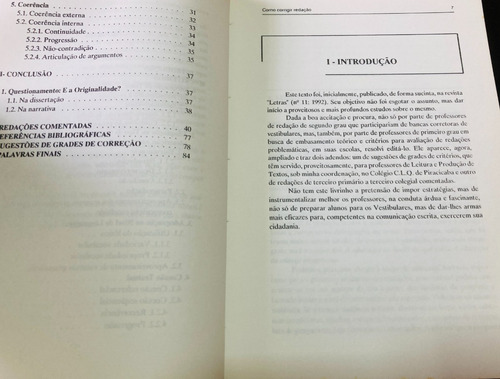 5. Coerência 31
5.1. Coerência externa 32
5.2. Coerência interna 33
5.2.1. Continuidade 34
5.2.2. Progressão 34
5.2.3. Não-contradição 35
5.2.4. Articulação de argumentos 35
I- CONCLUSÃO 37
1. Questionamento: E a Originalidade? 37
1.1. Na dissertação 37
1.2. Na narrativa 38
REDAÇÕES COMENTADAS 40
REFERÊNCIAS BIBLIOGRÁFICAS 77
SUGESTÕES DE GRADES DE CORREÇÃO 78
PALAVRAS FINAIS 84
Como corrigir redação 7
1 - INTRODUÇÃO
Este texto foi, inicialmente, publicado, de forma sucinta, na revista
"Letras" (nº 11: 1992). Seu objetivo não foi esgotar o assunto, mas dar
início a proveitosos e mais profundos estudos sobre o mesmo.
Dada a boa aceitação e procura, não só por parte de professores
de redação de segundo grau que participariam de bancas corretoras de
vestibulares, mas, também, por parte de professores de primeiro grau em
busca de embasamento teórico e critérios para avaliação de redações
problemáticas, em suas escolas, resolvi editá-lo. Ele aparece, agora,
ampliado e traz dois adendos: um de sugestões de grades de critérios, que
têm servido, proveitosamente, para professores de Leitura e Produção de
Textos, sob minha coordenação, no Colégio C.L.Q. de Piracicaba e outro
de redações de terceiro primário a terceiro colegial comentadas.
Não tem este livrinho a pretensão de impor estratégias, mas de
instrumentalizar melhor os professores, na conduta árdua e fascinante,
não só de preparar alunos para os Vestibulares, mas de dar-lhes armas
mais eficazes para, competentes na comunicação escrita, exercerem sua
cidadania.